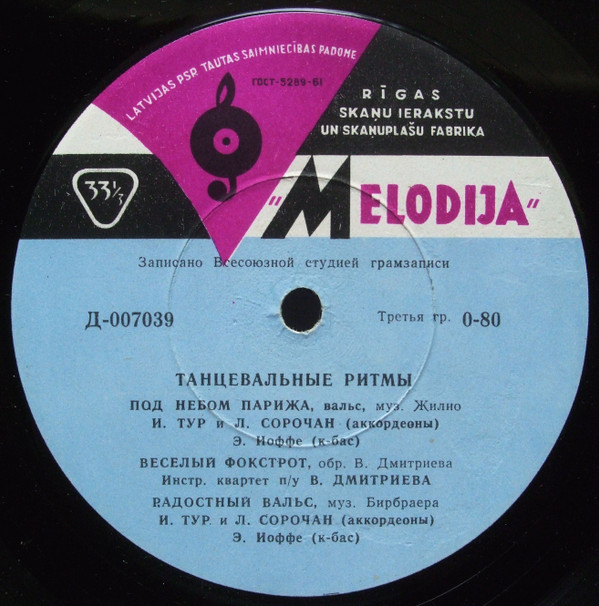 LATVIJAS PSR TAUTAS SAIMNIECĪBAS PADOME
ГОСТ-5289-61
RĪGAS
SKAŅU IERAKSTU
UN SKAŅUPLAŠU FABRIKA
33⅓
"MELODIJA"
Записано Всесоюзной студией грамзаписи
Д-007039
Третья гр. 0-80
ТАНЦЕВАЛЬНЫЕ РИТМЫ
ПОД НЕБОМ ПАРИЖА, вальс, муз. Жилио
И. ТУР и Л. СОРОЧАН (аккордеоны)
Э. Иоффе (к-бас)
ВЕСЕЛЫЙ ФОКСТРОТ, обр. В. Дмитриева
Инстр. квартет п/у В. ДМИТРИЕВА
РАДОСТНЫЙ ВАЛЬС, муз. Бирбраера
И. ТУР и Л. СОРОЧАН (аккордеоны)
Э. Иоффе (к-бас)